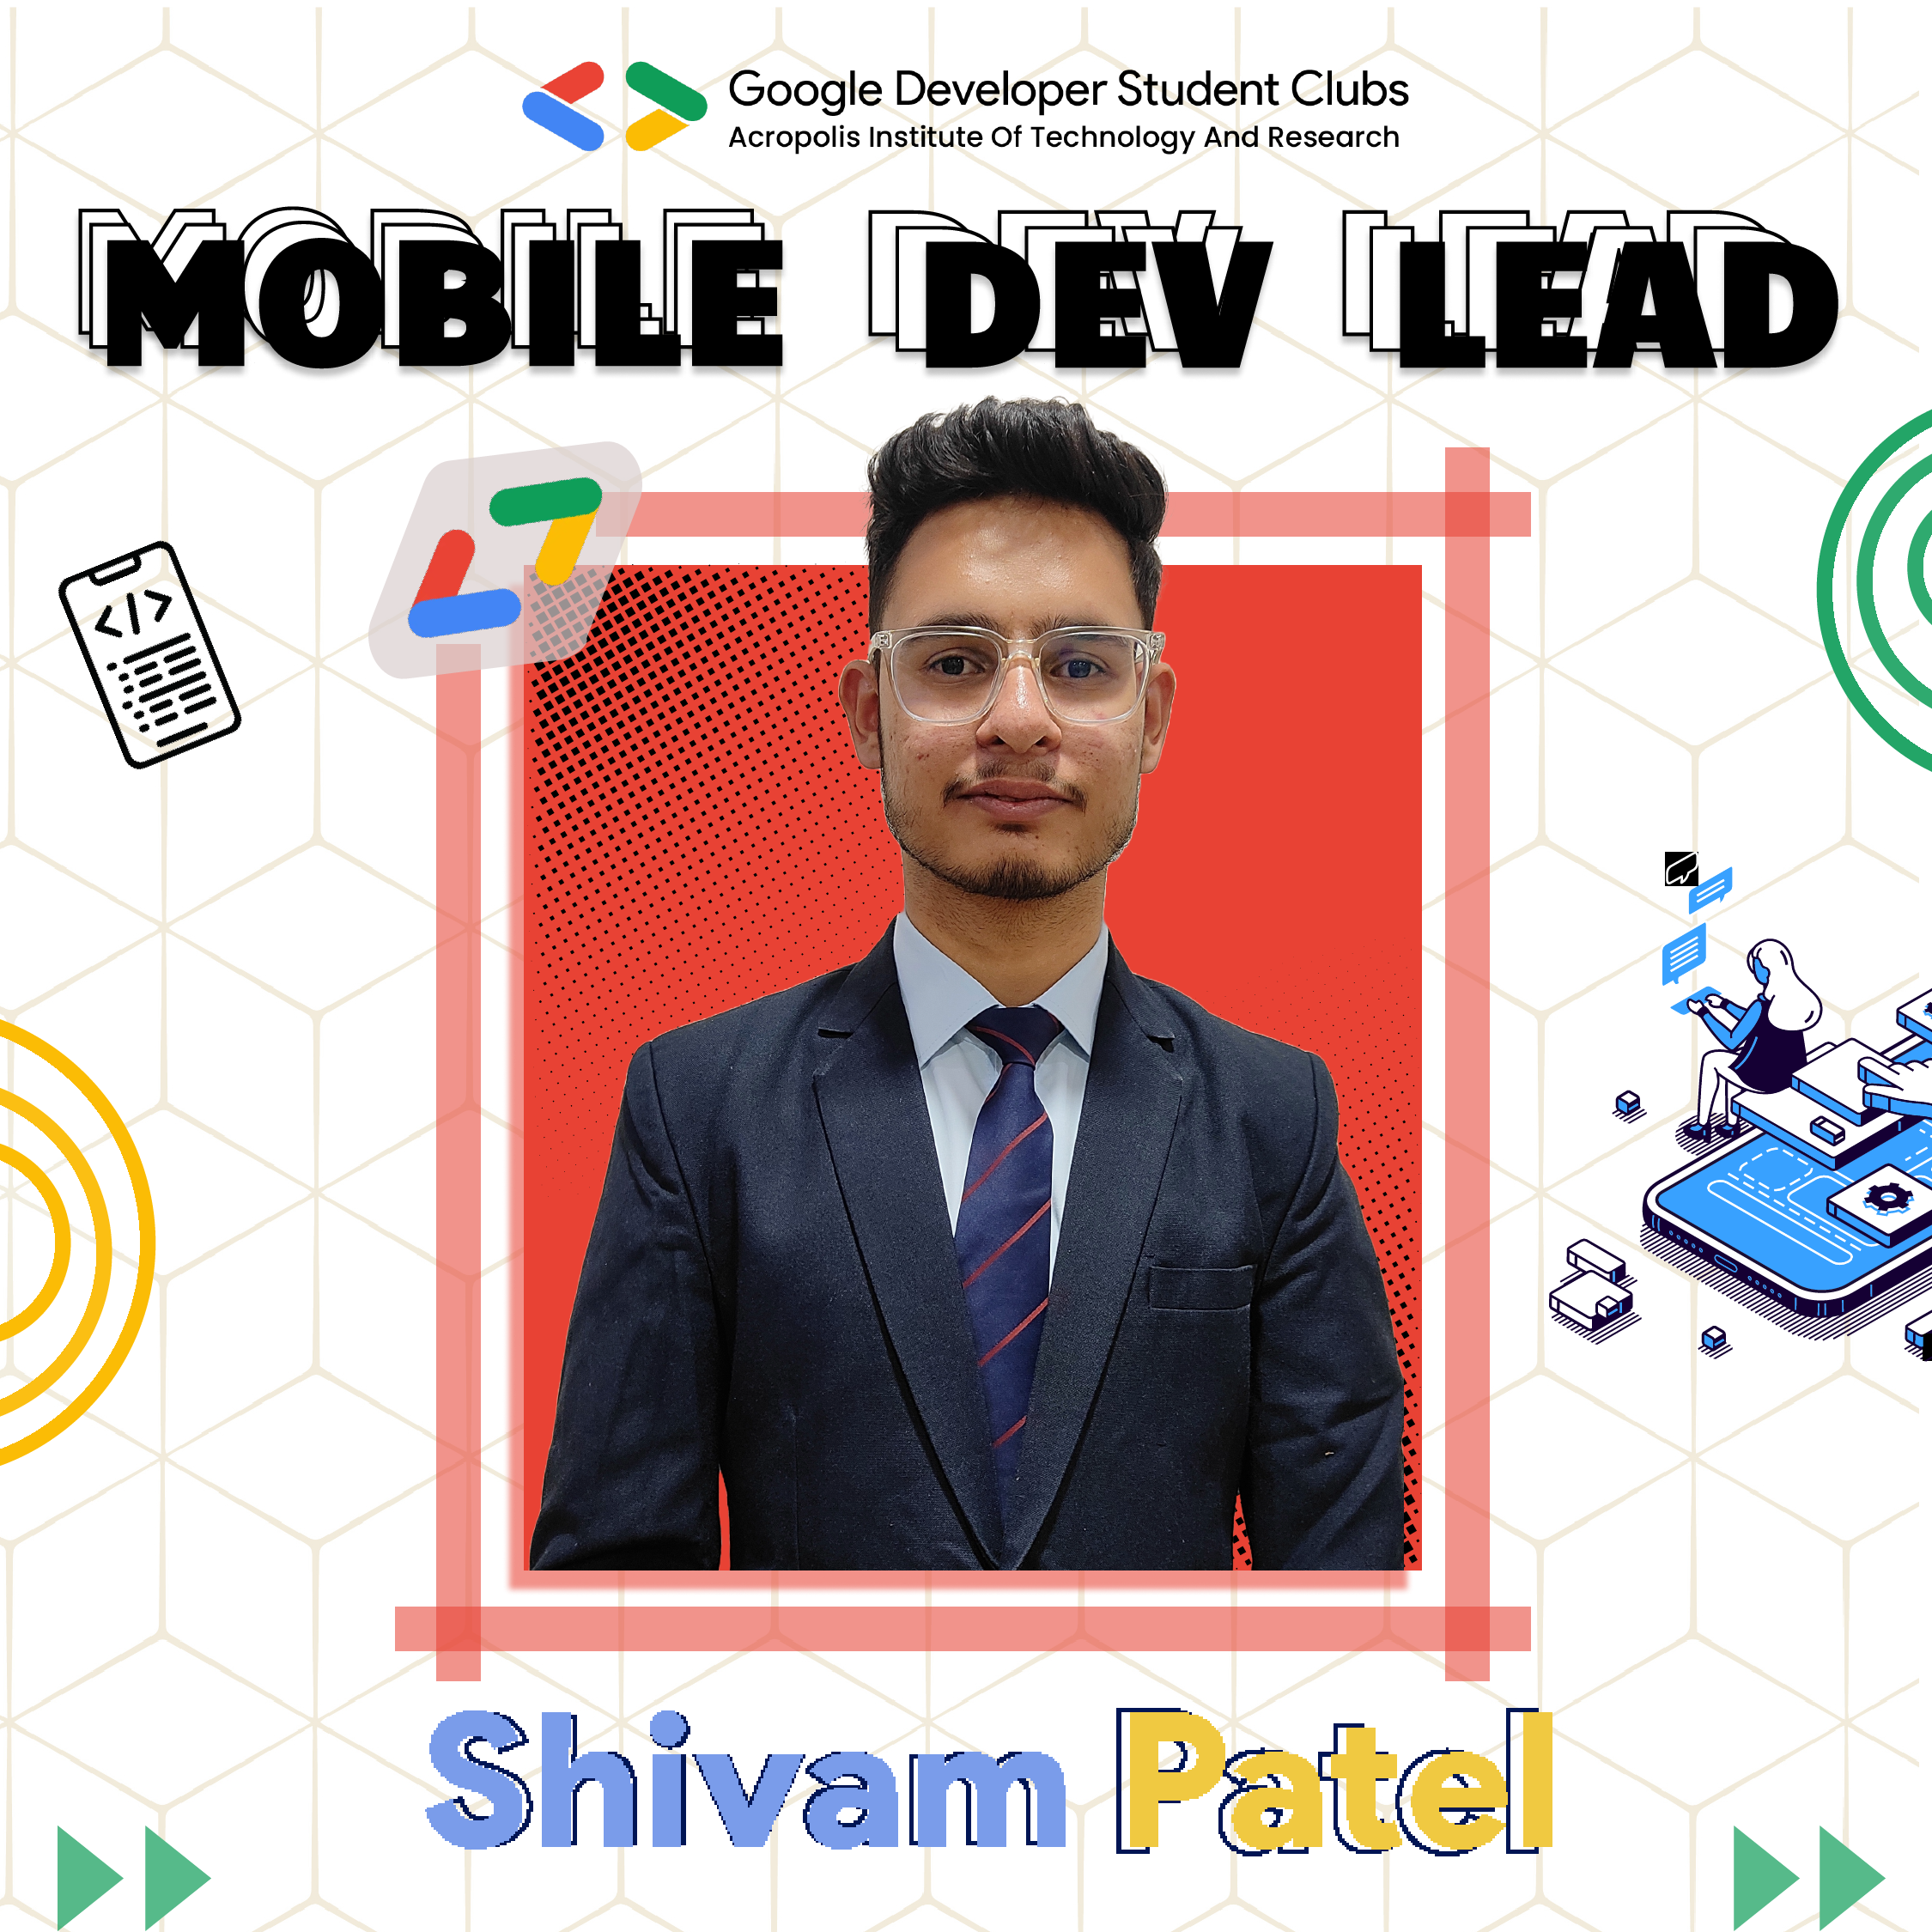 Google Developer Student Clubs
Acropolis Institute Of Technology And Research
MOBILE DEV LEAD
Shivam Patel